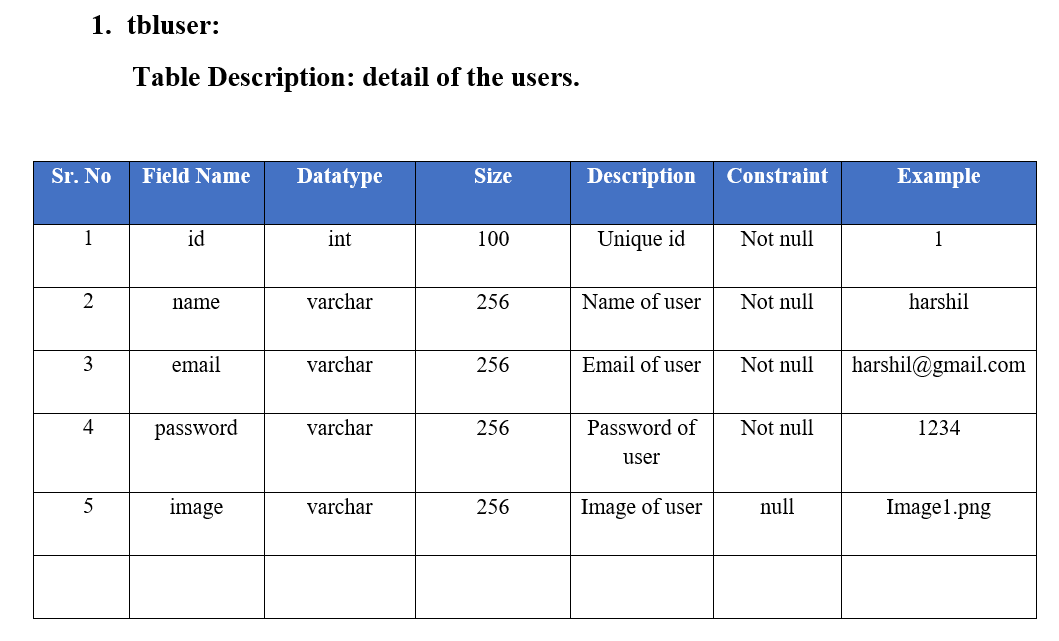 1. tbluser:
Table Description: detail of the users.
Sr. No Field Name Datatype Size Description Constraint Example
1 id int 100 Unique id Not null 1
2 name varchar 256 Name of user Not null harshil
3 email varchar 256 Email of user Not null harshil@gmail.com
4 password varchar 256 Password of Not null 1234
user
5 image varchar 256 Image of user null Image1.png